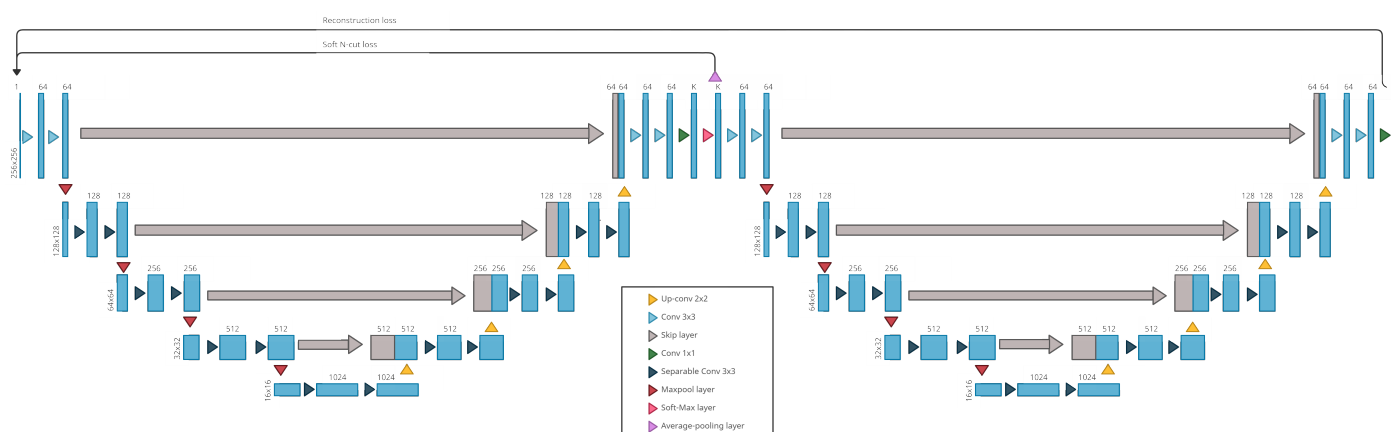 Reconstruction loss
Soft N-cut loss
1 64 64 64 64 64 64 K K 64 64 64 64 64 64
256x256
128 128 128 128 128 128 128 128 128 128
128x128 128x128
256 256 256 256 256 256 256 256 256 256
64x64 64x64
512 512 512 512 512 512 512 512 512 512
32x32 32x32
1024 1024 1024 1024
16x16 16x16
Up-conv 2x2
Conv 3x3
Skip layer
Conv 1x1
Separable Conv 3x3
Maxpool layer
Soft-Max layer
Average-pooling layer